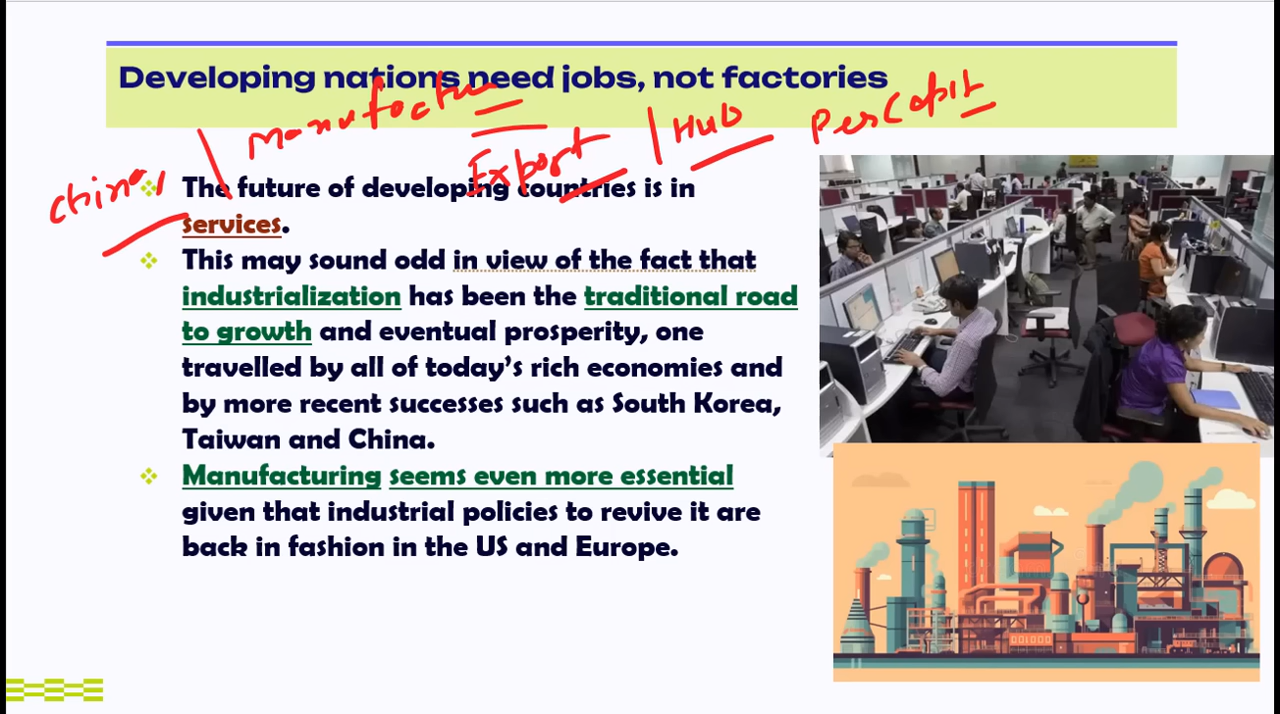 Developing nations need jobs, not factories
China, | Manufactu
Export | Hub PerCapit
The future of developing countries is in
services.
This may sound odd in view of the fact that
industrialization has been the traditional road
to growth and eventual prosperity, one
travelled by all of today's rich economies and
by more recent successes such as South Korea,
Taiwan and China.
Manufacturing seems even more essential
given that industrial policies to revive it are
back in fashion in the US and Europe.